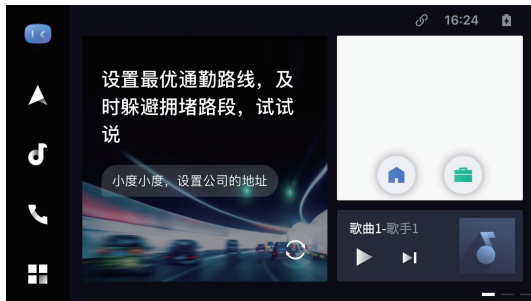 16:24
设置最优通勤路线，及
时躲避拥堵路段，试试
说
小度小度，设置公司的地址
歌曲1-歌手1